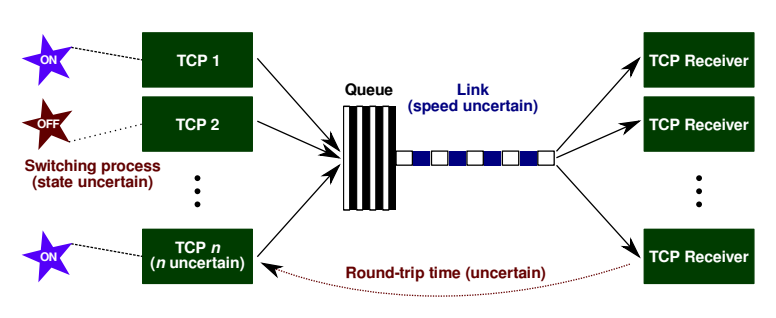 ON
TCP 1
TCP Receiver
Queue
Link
(speed uncertain)
OFF
TCP 2
TCP Receiver
Switching process
(state uncertain)
ON
TCP n
(n uncertain)
TCP Receiver
Round-trip time (uncertain)